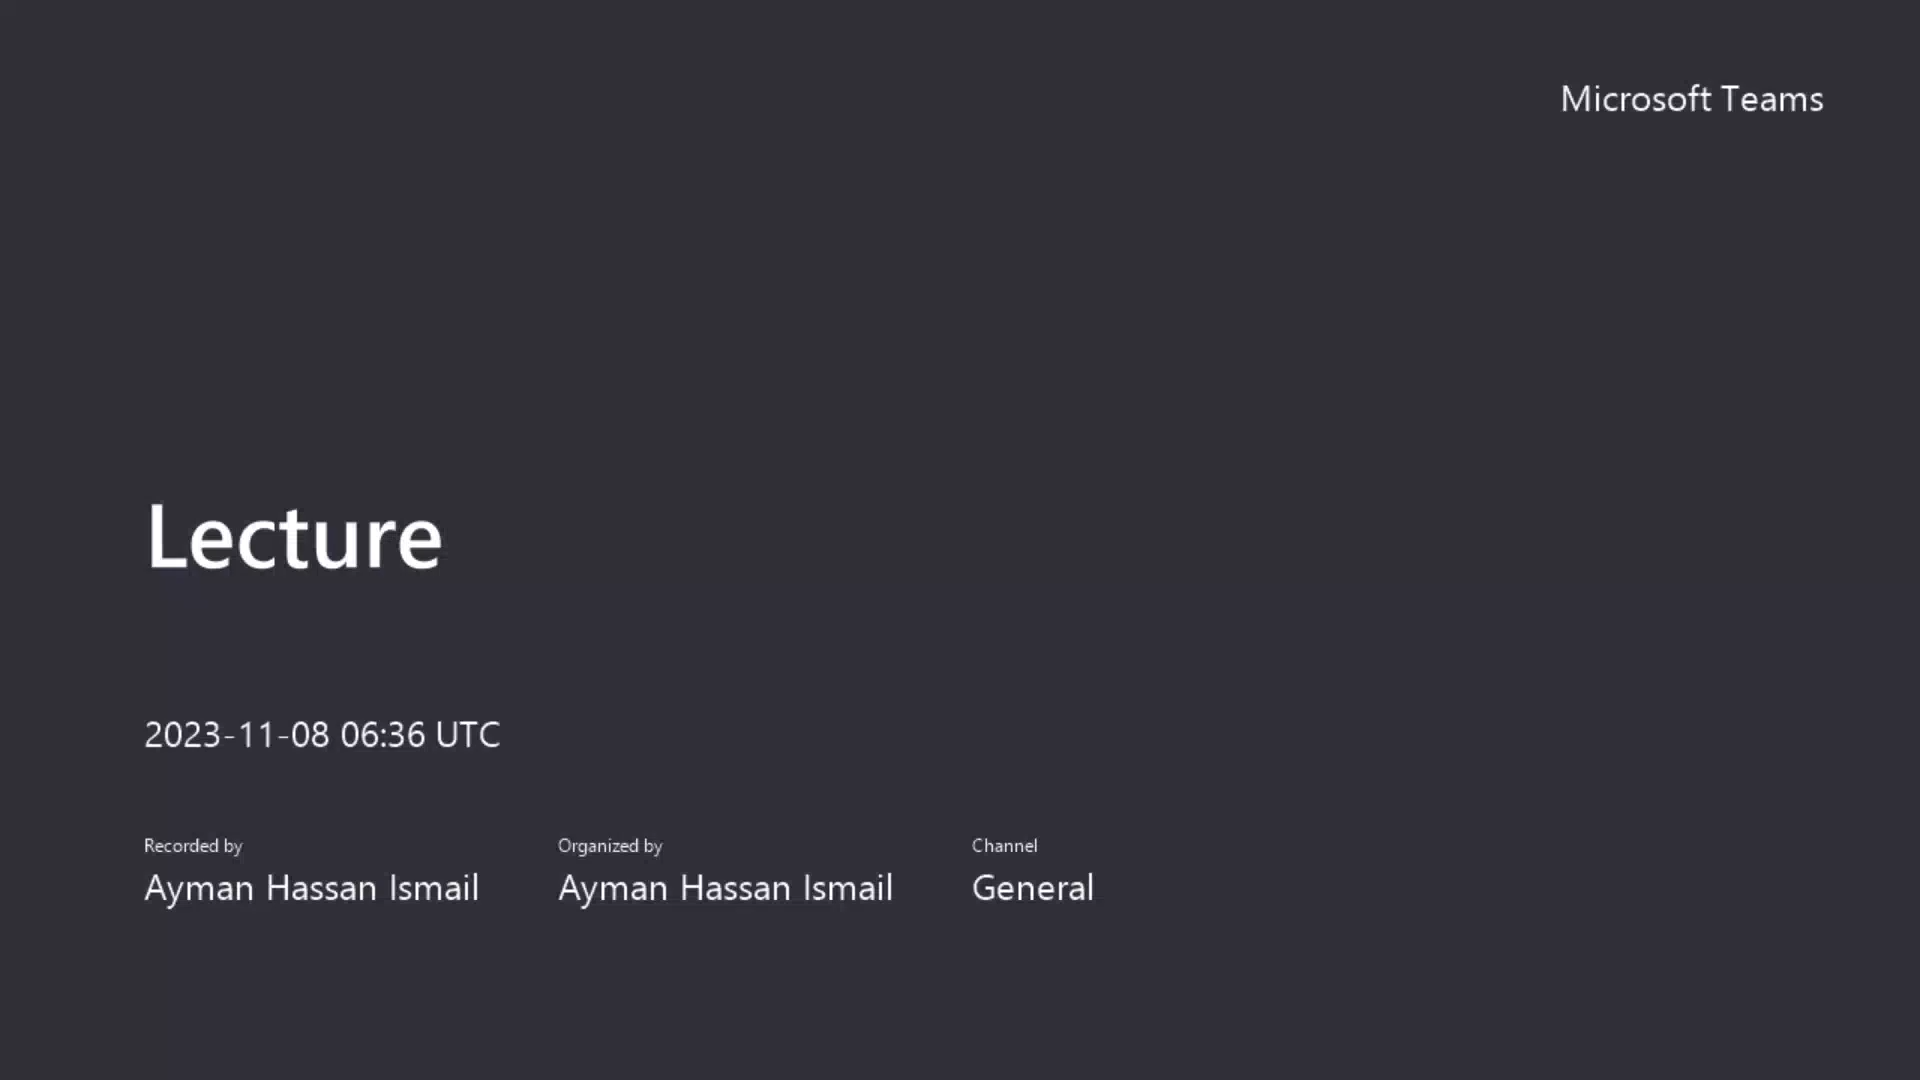 Microsoft Teams
Lecture
2023-11-08 06:36 UTC
Recorded by
Ayman Hassan Ismail
Organized by
Ayman Hassan Ismail
Channel
General